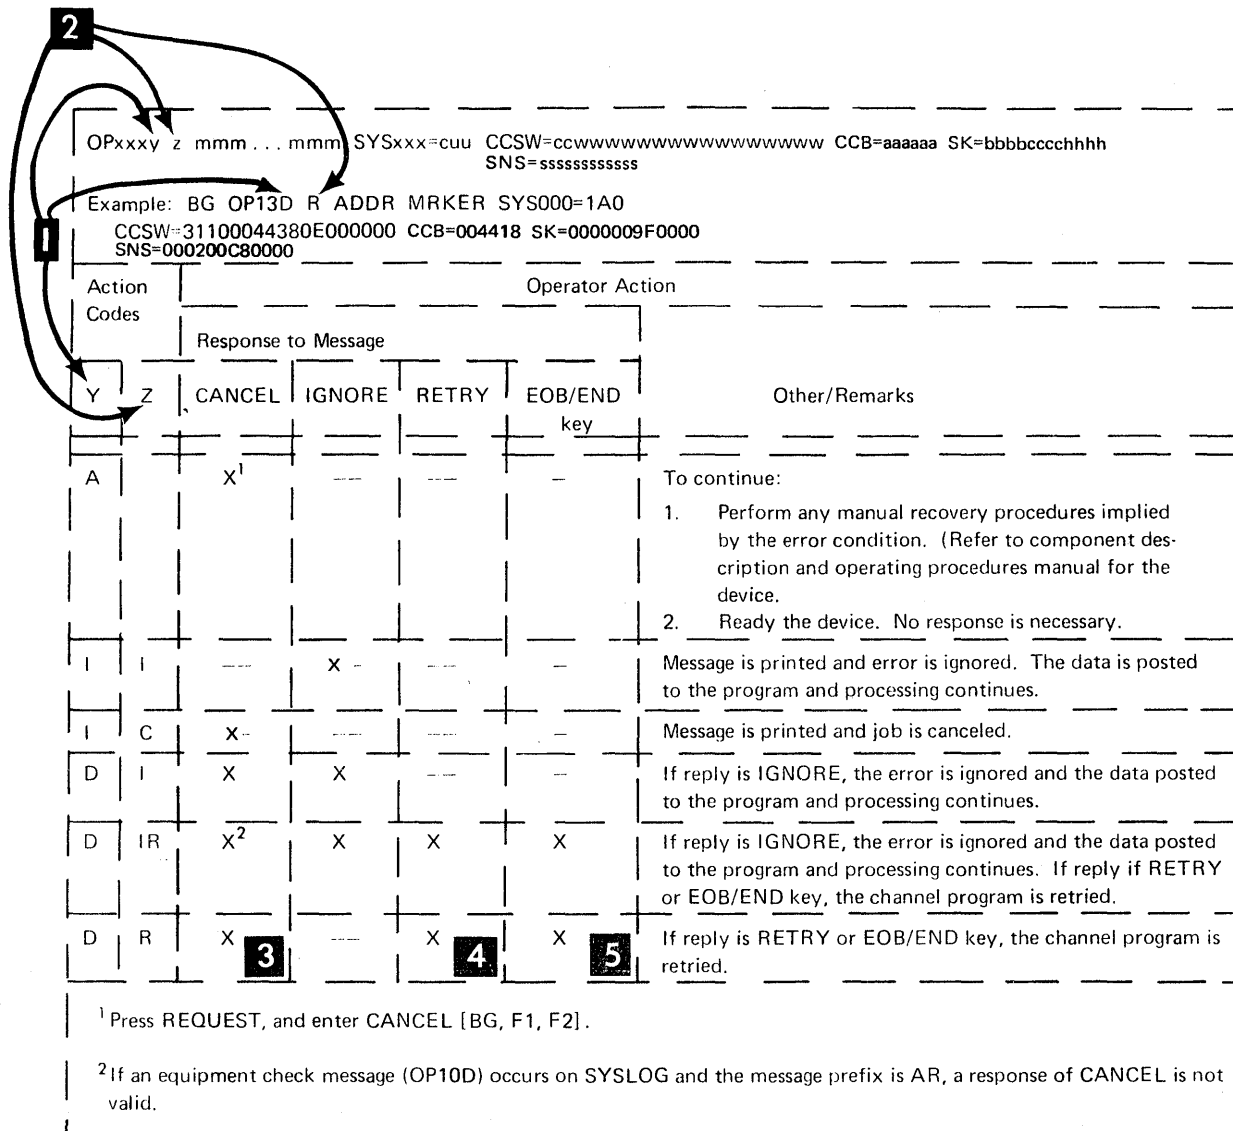 2
OPxxxy z mmm . . . mmm SYSxxx=cuu CCSW=ccwwwwwwwwwwwwwwwwww CCB=aaaaaa SK=bbbbcccchhhh
SNS=ssssssssssss
Example: BG OP13D R ADDR MRKER SYS000=1A0
1
CCSW=31100044380E000000 CCB=004418 SK=0000009F0000
SNS=000200C80000
Action Codes
Operator Action
Response to Message
Y Z CANCEL IGNORE RETRY EOB/END key Other/Remarks
A X1 --- --- – To continue:
1. Perform any manual recovery procedures implied
by the error condition. (Refer to component des-
cription and operating procedures manual for the
device.
2. Ready the device. No response is necessary.
I I --- X - --- – Message is printed and error is ignored. The data is posted
to the program and processing continues.
I C X- --- --- – Message is printed and job is canceled.
D I X X --- – If reply is IGNORE, the error is ignored and the data posted
to the program and processing continues.
D IR X2 X X X If reply is IGNORE, the error is ignored and the data posted
to the program and processing continues. If reply if RETRY
or EOB/END key, the channel program is retried.
D R X 3 --- X 4 X 5 If reply is RETRY or EOB/END key, the channel program is
retried.
1 Press REQUEST, and enter CANCEL [BG, F1, F2] .
2 If an equipment check message (OP10D) occurs on SYSLOG and the message prefix is AR, a response of CANCEL is not
valid.